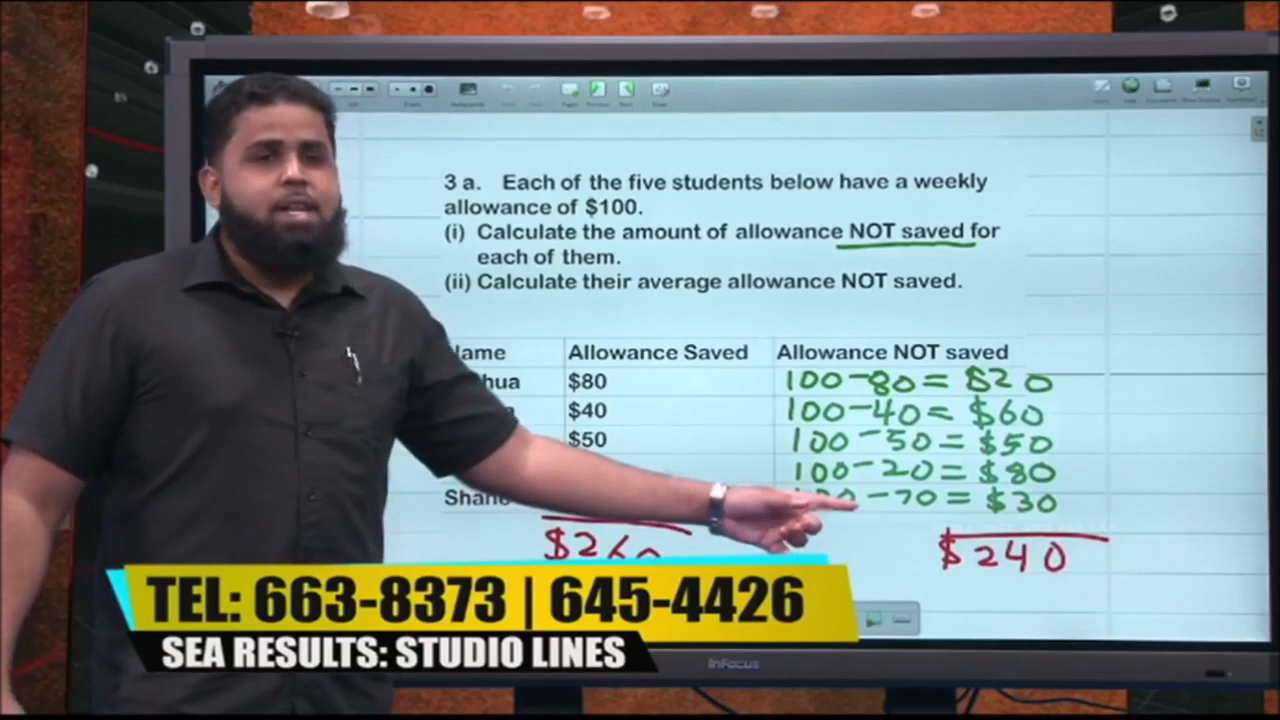 3 a. Each of the five students below have a weekly
allowance of $100.
(i) Calculate the amount of allowance NOT saved for
each of them.
(ii) Calculate their average allowance NOT saved.
Allowance Saved Allowance NOT saved
$80 100-80= $20
$40 100-40= $60
$50 100-50= $50
100-20= $80
-70= $30
$260 $240
TEL: 663-8373 | 645-4426
SEA RESULTS: STUDIO LINES
InFocus